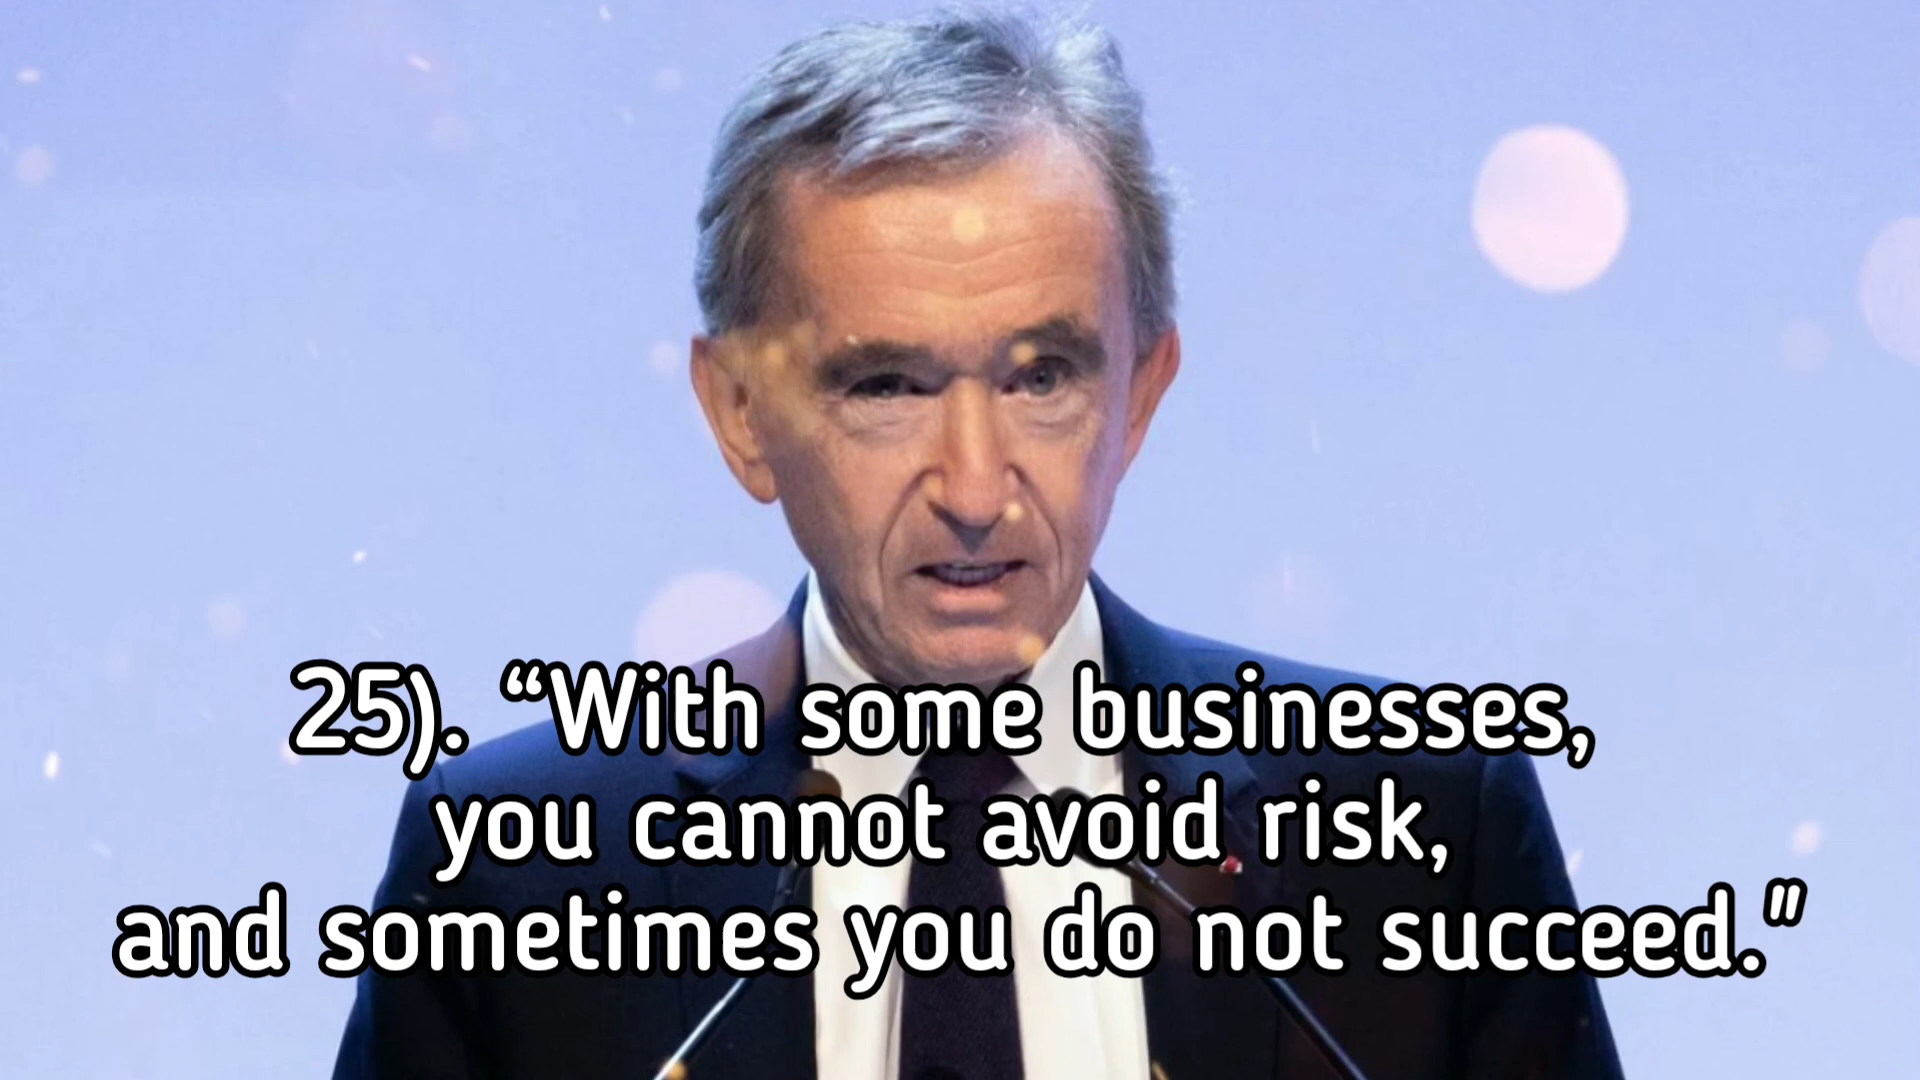 25). “With some businesses,
you cannot avoid risk,
and sometimes you do not succeed."